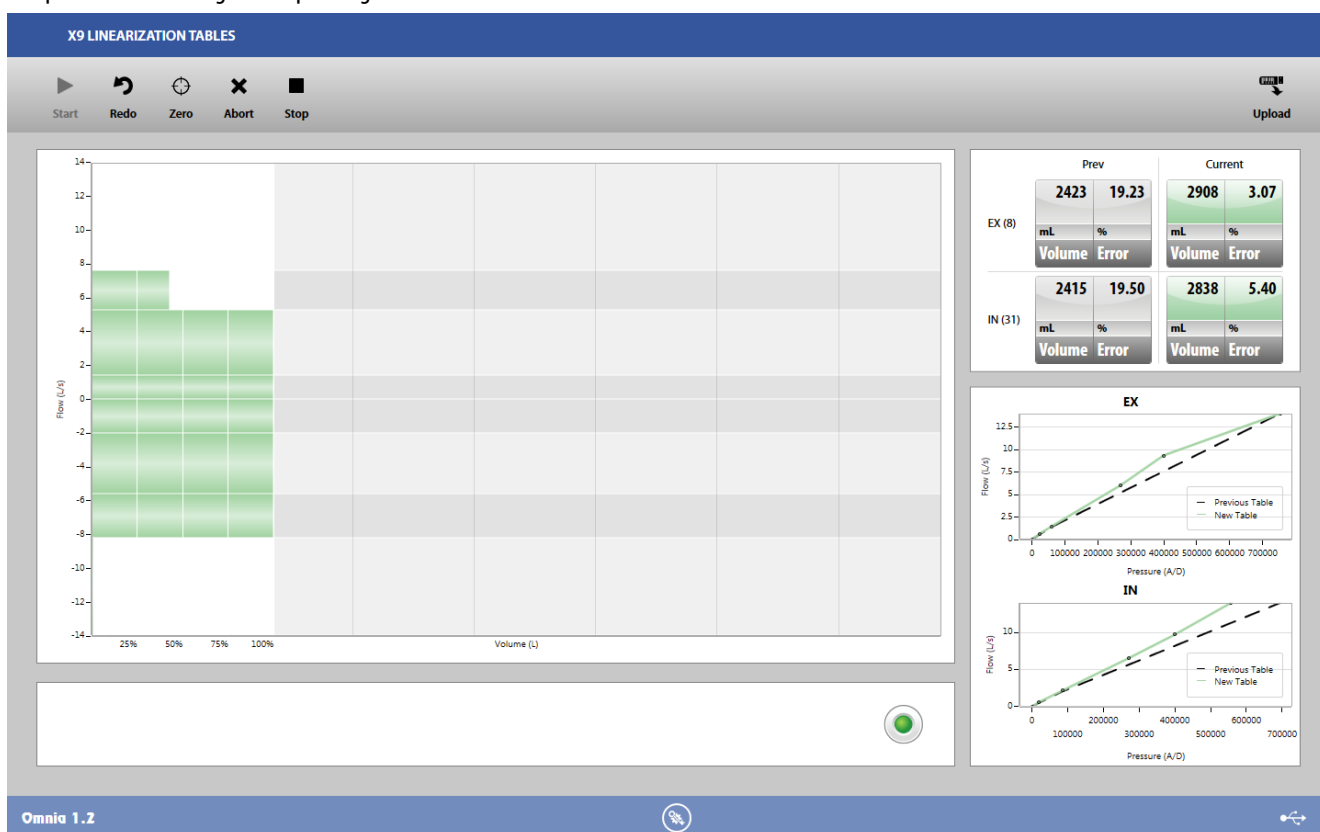 X9 LINEARIZATION TABLES
Start Redo Zero Abort Stop Upload
14
12
10
8
6
4
2
0
-2
-4
-6
-8
-10
-12
-14
Flow (L/s)
25% 50% 75% 100% Volume (L)
Prev Current
EX (8)
2423 19.23 2908 3.07
mL % mL %
Volume Error Volume Error
IN (31)
2415 19.50 2838 5.40
mL % mL %
Volume Error Volume Error
EX
12.5
10
7.5
5
2.5
0
Flow (L/s)
Previous Table
New Table
0 100000 200000 300000 400000 500000 600000 700000
Pressure (A/D)
IN
10
5
0
Flow (L/s)
Previous Table
New Table
0 200000 400000 600000
100000 300000 500000 700000
Pressure (A/D)
Omnia 1.2